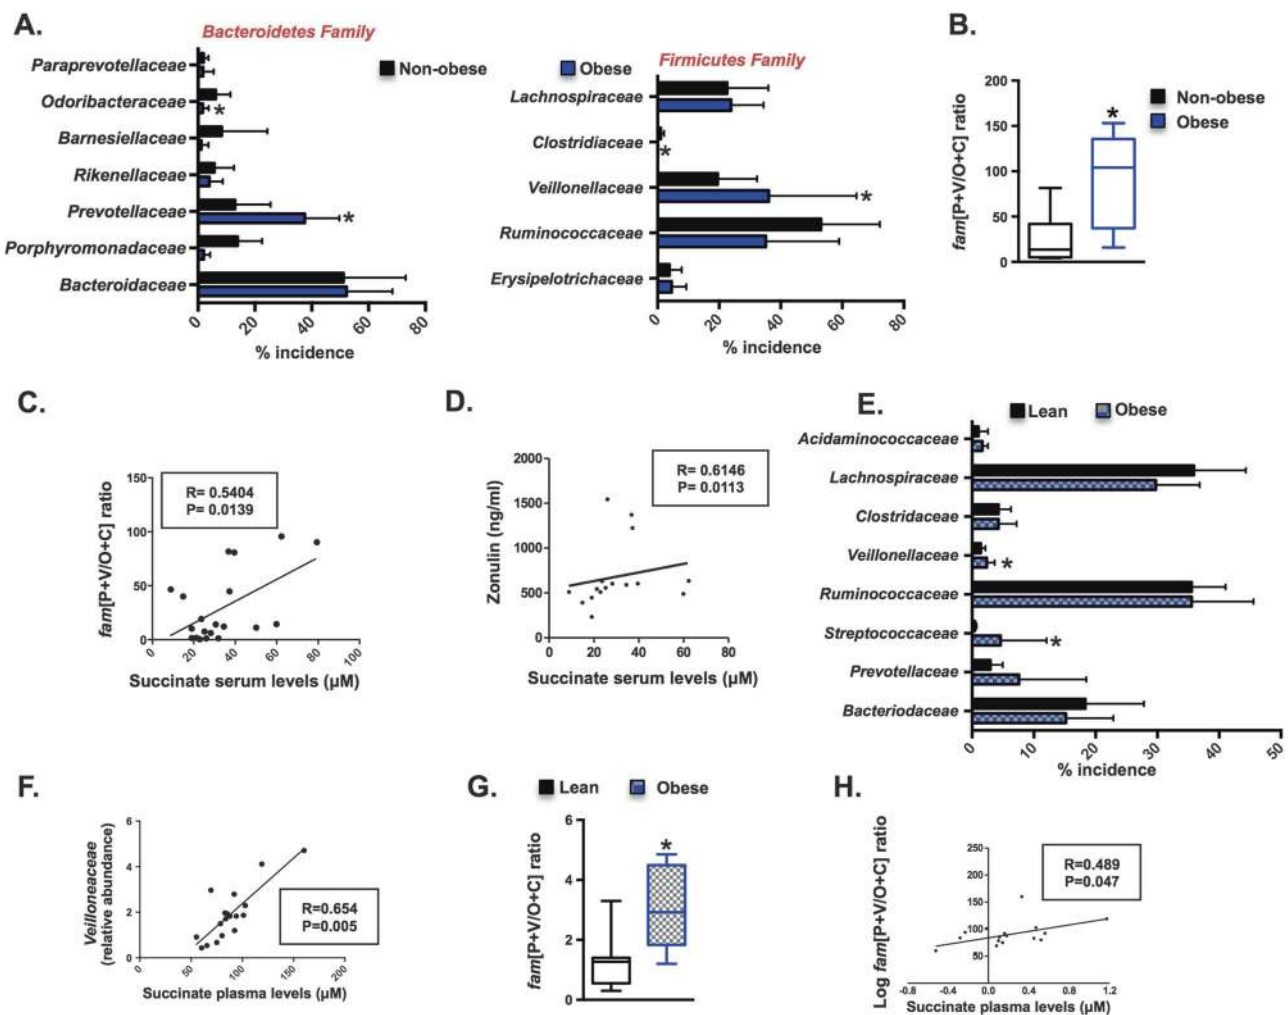 A.
Bacteroidetes Family
Non-obese
Obese
Paraprevotellaceae
Odoribacteraceae
*
Barnesiellaceae
Rikenellaceae
Prevotellaceae
*
Porphyromonadaceae
Bacteroidaceae
0
20
40
60
80
% incidence
Firmicutes Family
Lachnospiraceae
Clostridiaceae
*
Veillonellaceae
*
Ruminococcaceae
Erysipelotrichaceae
0
20
40
60
80
% incidence
B.
200
150
100
50
0
fam[P+V/O+C] ratio
*
Non-obese
Obese
C.
R= 0.5404
P= 0.0139
150
100
50
0
fam[P+V/O+C] ratio
0
20
40
60
80
100
Succinate serum levels (µM)
D.
R= 0.6146
P= 0.0113
2000
1500
1000
500
0
Zonulin (ng/ml)
0
20
40
60
80
Succinate serum levels (µM)
E.
Lean
Obese
Acidaminococcaceae
Lachnospiraceae
Clostridaceae
Veillonellaceae
*
Ruminococcaceae
Streptococcaceae
*
Prevotellaceae
Bacteriodaceae
0
10
20
30
40
50
% incidence
F.
Veilloneaceae
(relative abundance)
6
4
2
0
R=0.654
P=0.005
0
50
100
150
200
Succinate plasma levels (µM)
G.
Lean
Obese
6
4
2
0
fam[P+V/O+C] ratio
*
H.
Log fam[P+V/O+C] ratio
250
200
150
100
50
R=0.489
P=0.047
-0.8
-0.4
0.0
0.4
0.8
1.2
Succinate plasma levels (µM)